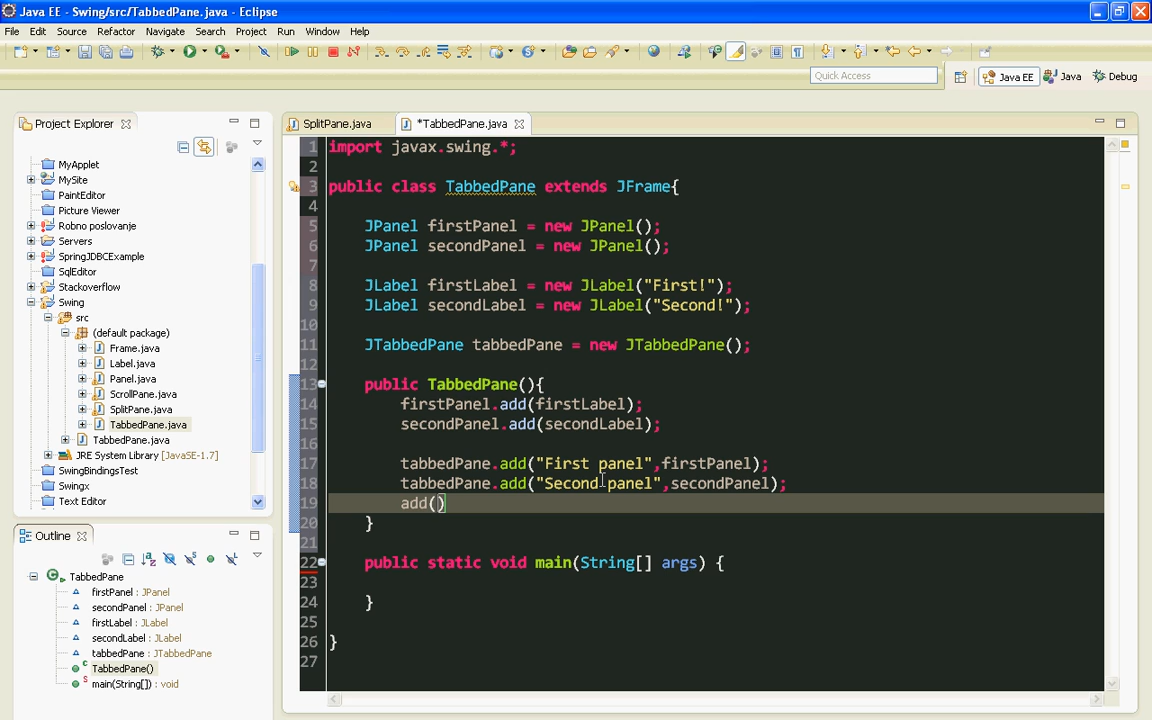 Java EE - Swing/src/TabbedPane.java - Eclipse
File Edit Source Refactor Navigate Search Project Run Window Help
Quick Access
Java EE
Java
Debug
Project Explorer
MyApplet
MySite
PaintEditor
Picture Viewer
Robno poslovanje
Servers
SpringJDBCExample
SqlEditor
Stackoverflow
Swing
src
(default package)
Frame.java
Label.java
Panel.java
ScrollPane.java
SplitPane.java
TabbedPane.java
TabbedPane.java
JRE System Library [JavaSE-1.7]
SwingBindingsTest
Swingx
Text Editor
Outline
TabbedPane
firstPanel : JPanel
secondPanel : JPanel
firstLabel : JLabel
secondLabel : JLabel
tabbedPane : JTabbedPane
TabbedPane()
main(String[]) : void
SplitPane.java
*TabbedPane.java
1 import javax.swing.*;
2
3 public class TabbedPane extends JFrame{
4
5 JPanel firstPanel = new JPanel();
6 JPanel secondPanel = new JPanel();
7
8 JLabel firstLabel = new JLabel("First!");
9 JLabel secondLabel = new JLabel("Second!");
10
11 JTabbedPane tabbedPane = new JTabbedPane();
12
13 public TabbedPane(){
14 firstPanel.add(firstLabel);
15 secondPanel.add(secondLabel);
16
17 tabbedPane.add("First panel",firstPanel);
18 tabbedPane.add("Second panel",secondPanel);
19 add()
20 }
21
22 public static void main(String[] args) {
23
24 }
25
26 }
27